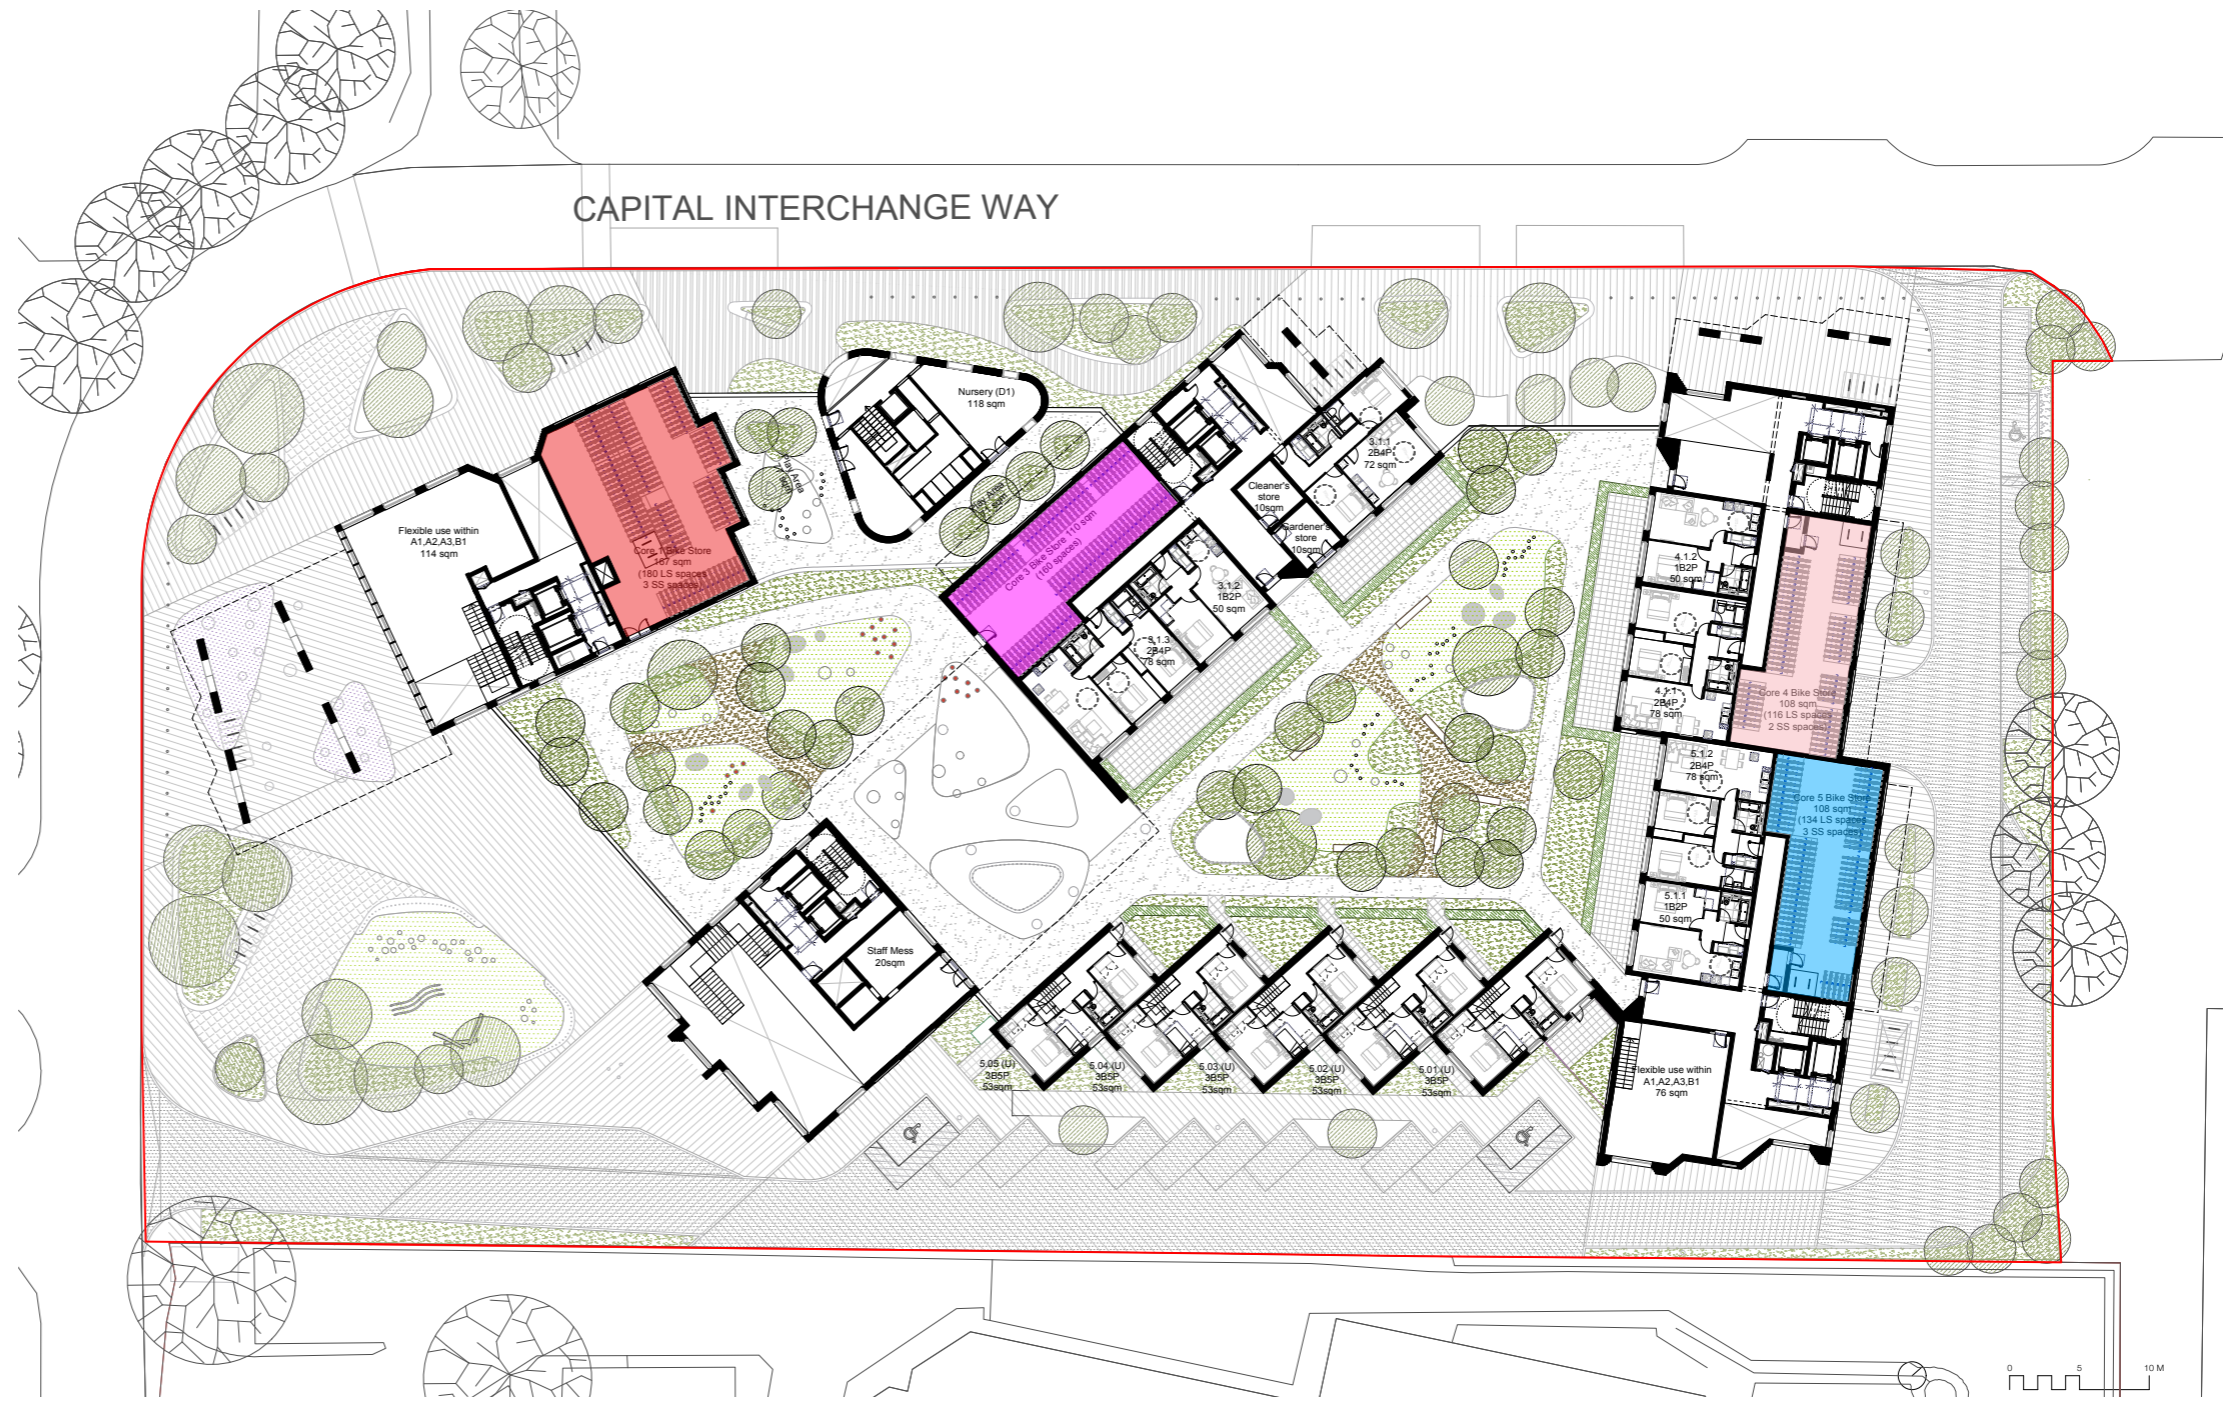 CAPITAL INTERCHANGE WAY
Nursery (D1)
118 sqm
Play Area
Play Area
Flexible use within
A1,A2,A3,B1
114 sqm
Core 1 Bike Store
167 sqm
(180 LS spaces
3 SS spaces)
Core 3 Bike Store 110 sqm
(160 spaces)
3.1.1
2B4P
72 sqm
Cleaner's
store
10sqm
Gardener's
store
10sqm
3.1.2
1B2P
50 sqm
3.1.3
2B4P
78 sqm
4.1.2
1B2P
50 sqm
4.1.1
2B4P
78 sqm
Core 4 Bike Store
108 sqm
(116 LS spaces
2 SS spaces)
5.1.2
2B4P
78 sqm
Core 5 Bike Store
108 sqm
(134 LS spaces
3 SS spaces)
5.1.1
1B2P
50 sqm
Staff Mess
20sqm
5.05 (U)
3B5P
53sqm
5.04 (U)
3B5P
53sqm
5.03 (U)
3B5P
53sqm
5.02 (U)
3B5P
53sqm
5.01 (U)
3B5P
53sqm
Flexible use within
A1,A2,A3,B1
76 sqm
0 5 10 M